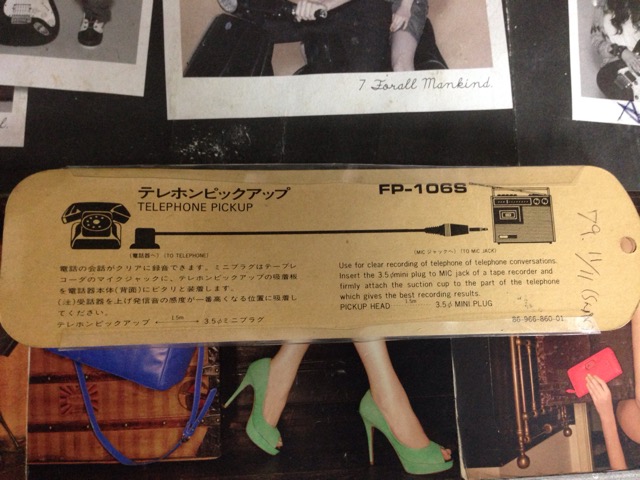 7 Forall Mankind.
テレホンピックアップ
TELEPHONE PICKUP
FP-106S
(電話器へ) (TO TELEPHONE)
(MIC ジャックへ) (TO MIC JACK)
電話の会話がクリアに録音できます。ミニプラグはテープレ
コーダのマイクジャックに、テレホンピックアップの吸着板
を電話器本体(背面)にピタリと装着します。
(注)受話器を上げ発信音の感度が一番高くなる位置に吸着し
てください。
テレホンピックアップ 1.5m 3.5φミニプラグ
Use for clear recording of telephone of telephone conversations.
Insert the 3.5φmini plug to MIC jack of a tape recorder and
firmly attach the suction cup to the part of the telephone
which gives the best recording results.
PICKUP HEAD 1.5m 3.5φ MINI PLUG
86-966-860-01
79. 11/11